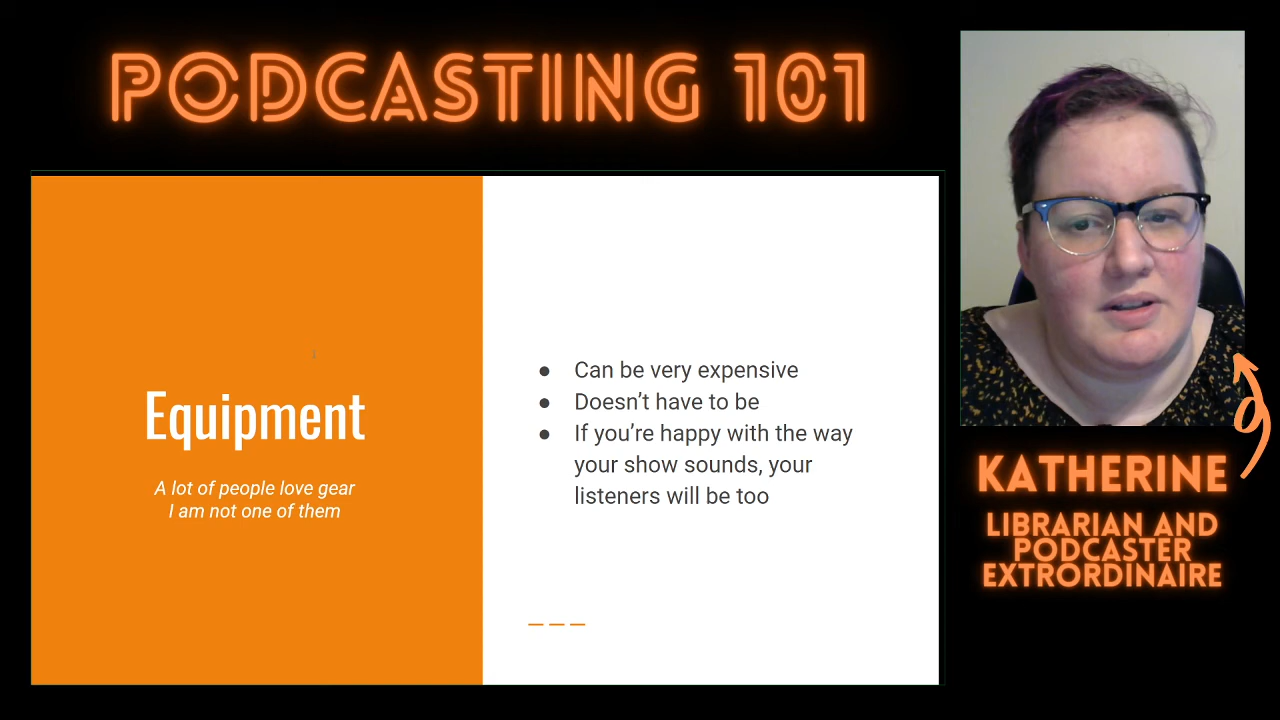 PODCASTING 101
Equipment
A lot of people love gear
I am not one of them
● Can be very expensive
● Doesn’t have to be
● If you’re happy with the way
your show sounds, your
listeners will be too
KATHERINE
LIBRARIAN AND
PODCASTER
EXTRORDINAIRE